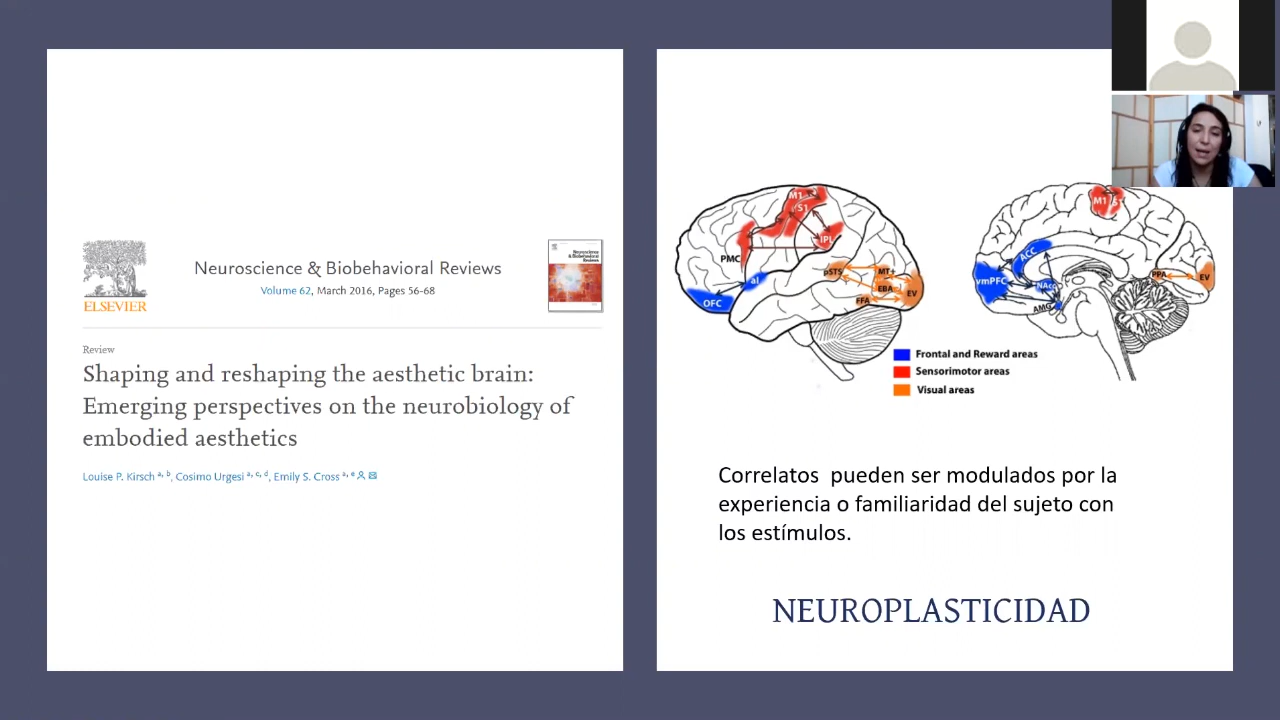 ELSEVIER
Neuroscience & Biobehavioral Reviews
Volume 62, March 2016, Pages 56-68
Review
Shaping and reshaping the aesthetic brain:
Emerging perspectives on the neurobiology of
embodied aesthetics
Louise P. Kirsch a, b, Cosimo Urgesi a, c, d, Emily S. Cross a, e
M1
S1
IPL
PMC
aI
OFC
pSTS
MT+
EBA
EV
FFA
M1
ACC
vmPFC
NAcc
AMG
PPA
EV
Frontal and Reward areas
Sensorimotor areas
Visual areas
Correlatos pueden ser modulados por la
experiencia o familiaridad del sujeto con
los estímulos.
NEUROPLASTICIDAD